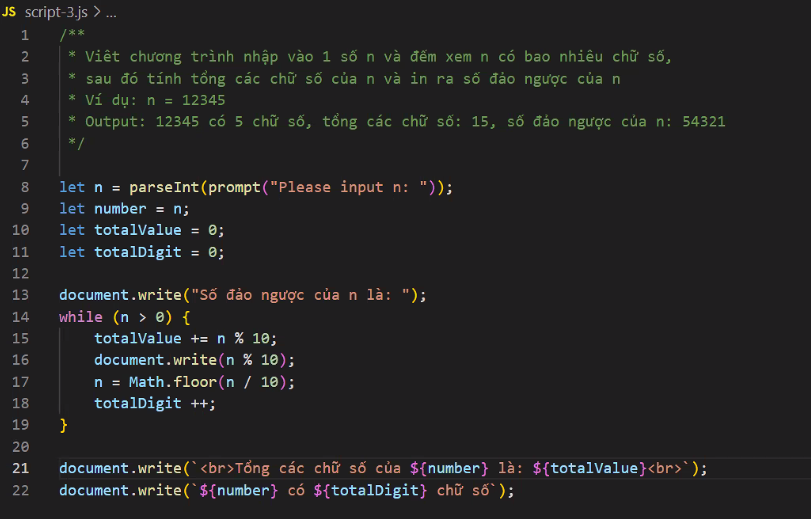 JS script-3.js > ...
1 /**
2 * Viêt chương trình nhập vào 1 số n và đếm xem n có bao nhiêu chữ số,
3 * sau đó tính tổng các chữ số của n và in ra số đảo ngược của n
4 * Ví dụ: n = 12345
5 * Output: 12345 có 5 chữ số, tổng các chữ số: 15, số đảo ngược của n: 54321
6 */
7
8 let n = parseInt(prompt("Please input n: "));
9 let number = n;
10 let totalValue = 0;
11 let totalDigit = 0;
12
13 document.write("Số đảo ngược của n là: ");
14 while (n > 0) {
15     totalValue += n % 10;
16     document.write(n % 10);
17     n = Math.floor(n / 10);
18     totalDigit ++;
19 }
20
21 document.write(`<br>Tổng các chữ số của ${number} là: ${totalValue}<br>`);
22 document.write(`${number} có ${totalDigit} chữ số`);